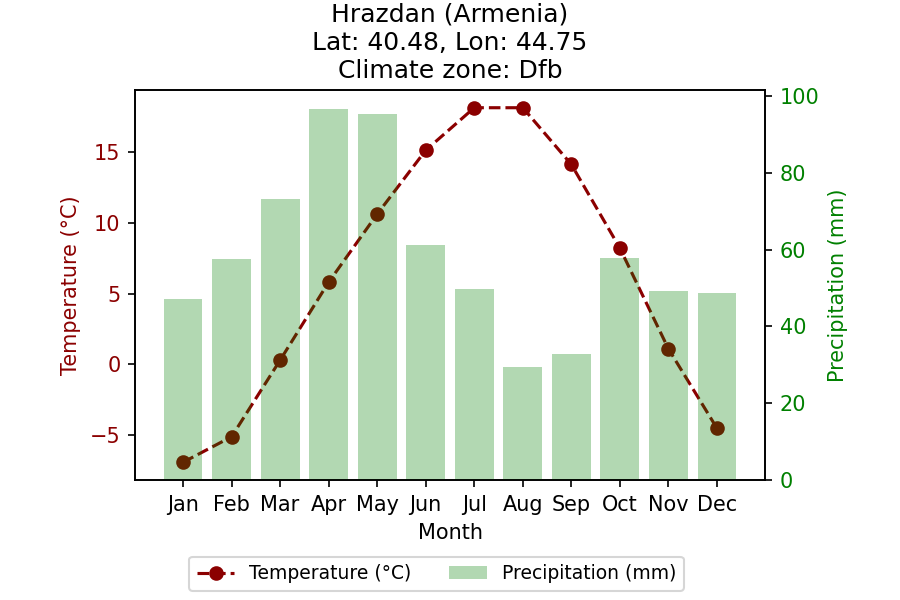 Hrazdan (Armenia)
Lat: 40.48, Lon: 44.75
Climate zone: Dfb
Temperature (°C)
15
10
5
0
−5
100
80
60
40
20
0
Precipitation (mm)
Jan Feb Mar Apr May Jun Jul Aug Sep Oct Nov Dec
Month
Temperature (°C) Precipitation (mm)